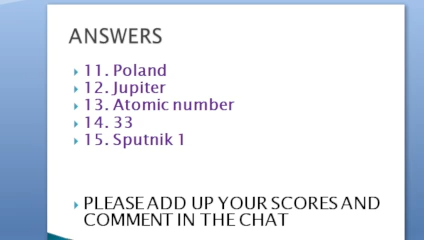 ANSWERS
11. Poland
12. Jupiter
13. Atomic number
14. 33
15. Sputnik 1
PLEASE ADD UP YOUR SCORES AND
COMMENT IN THE CHAT